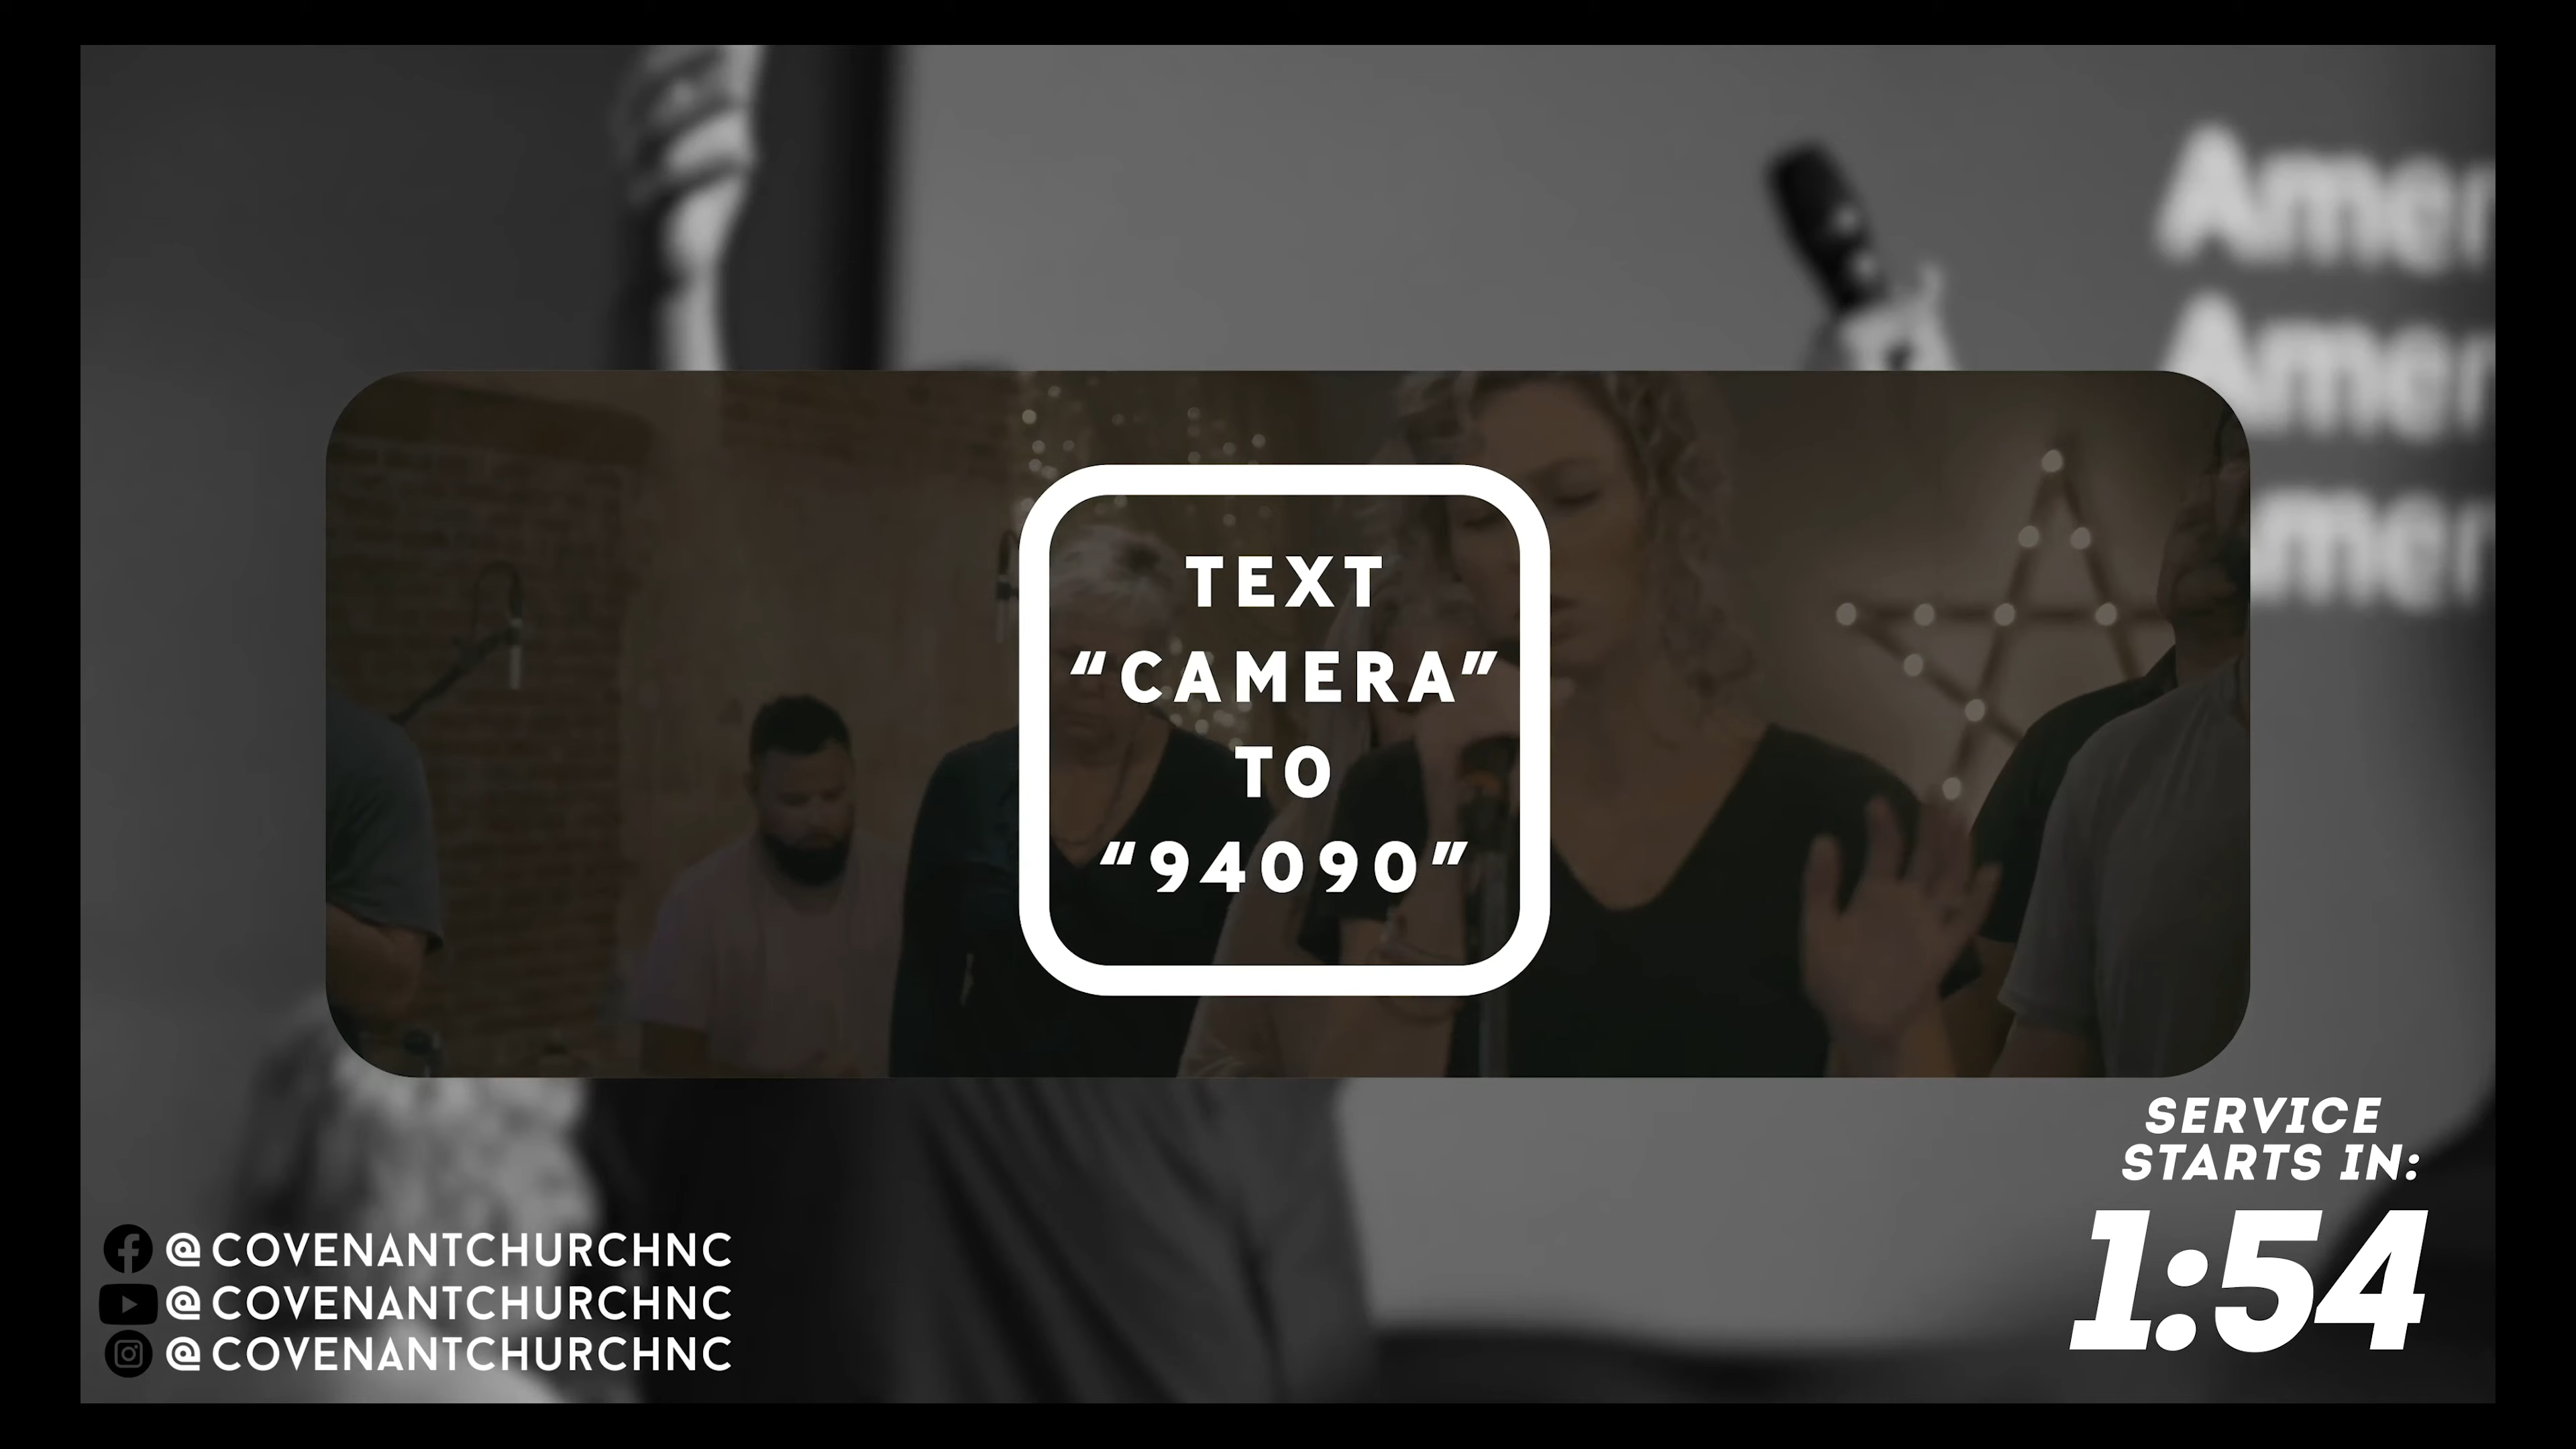 TEXT
“CAMERA”
TO
“94090”
SERVICE
STARTS IN:
1:54
@COVENANTCHURCHNC
@COVENANTCHURCHNC
@COVENANTCHURCHNC